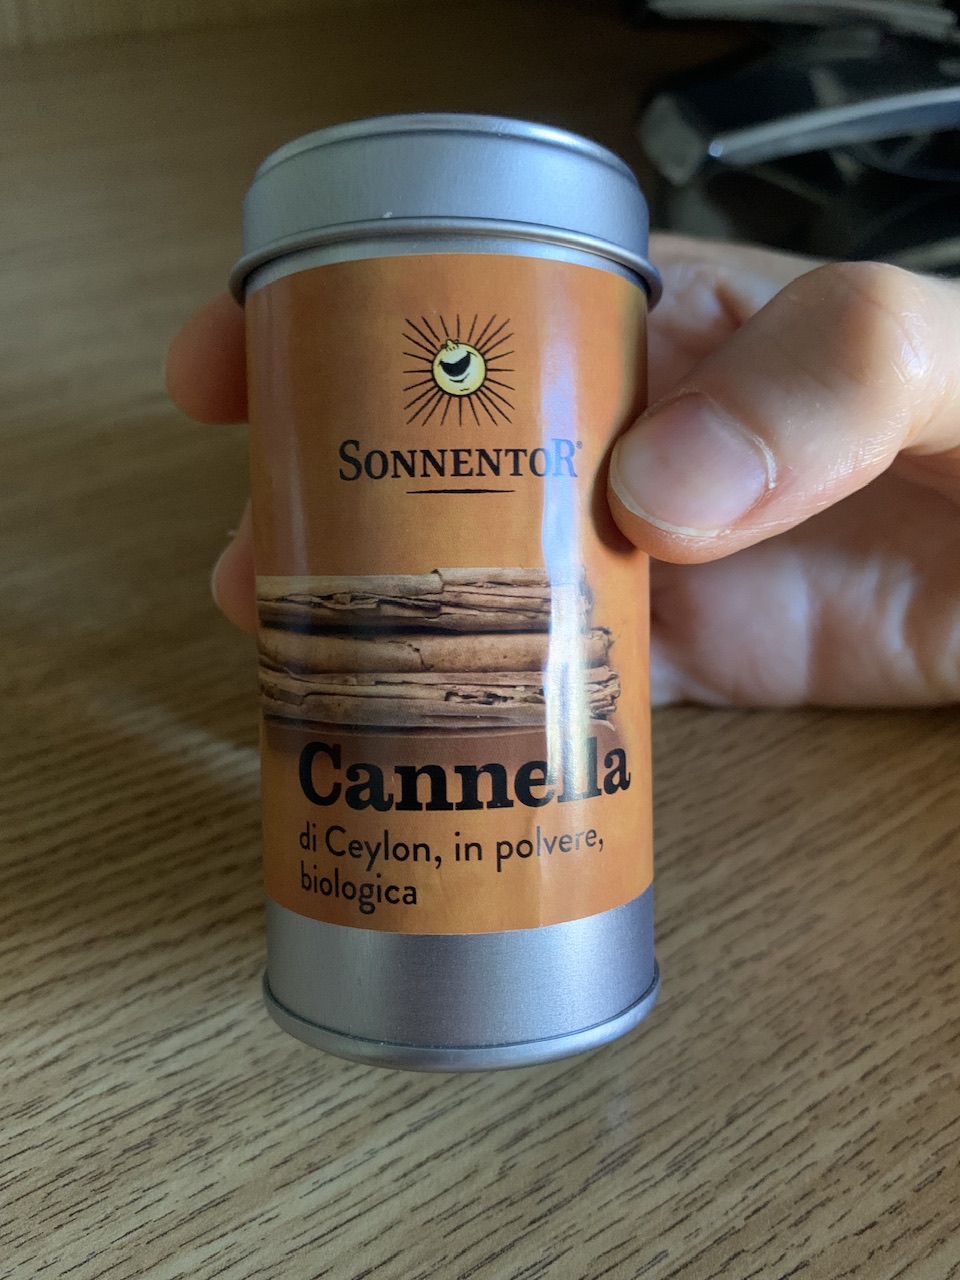 SONNENTOR®
Cannella
di Ceylon, in polvere,
biologica